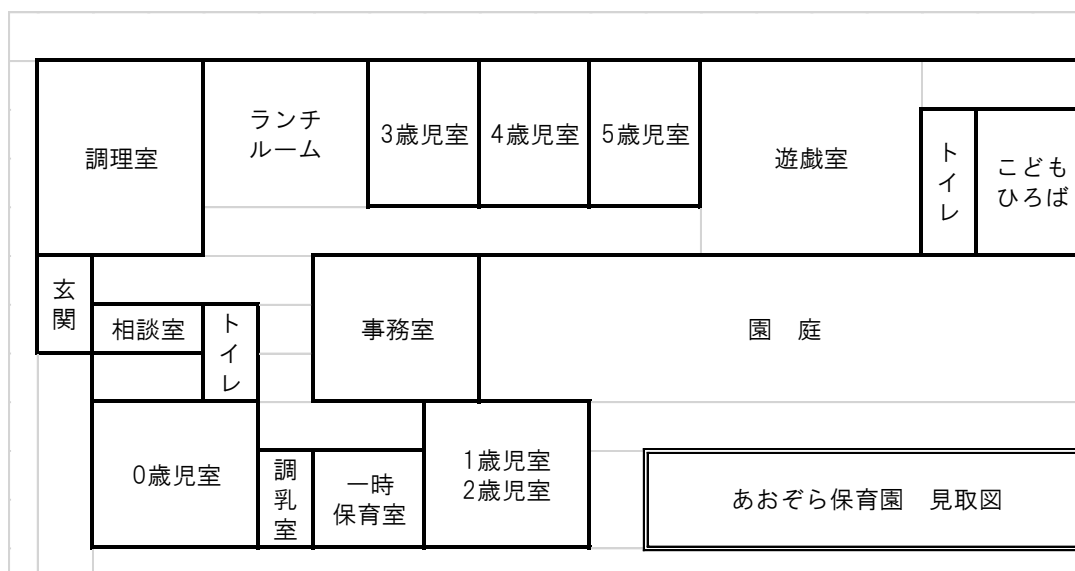 調理室
ランチ
ルーム
3歳児室
4歳児室
5歳児室
遊戯室
トイレ
こども
ひろば
玄関
相談室
トイレ
事務室
園　庭
0歳児室
調乳室
一時
保育室
1歳児室
2歳児室
あおぞら保育園　見取図